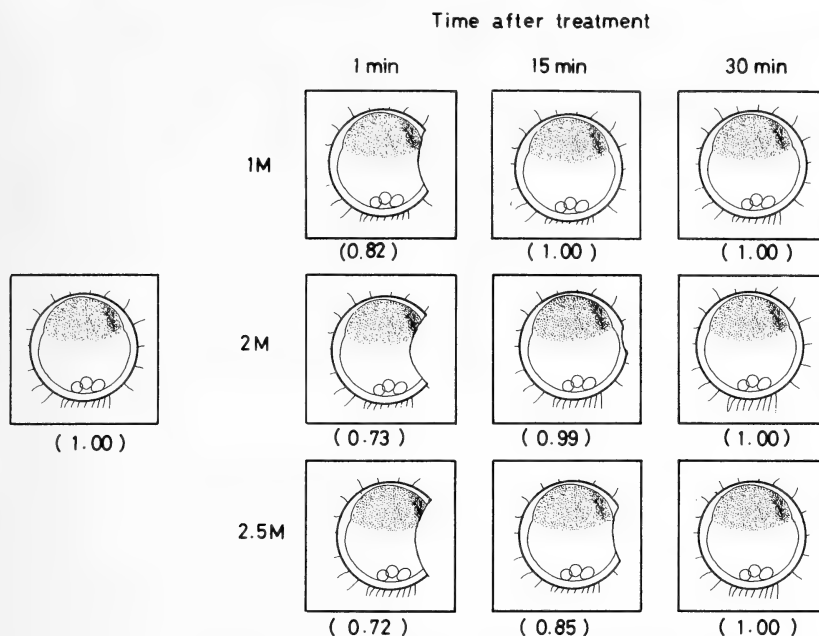 Time after treatment
1 min 15 min 30 min
1M
(0.82) (1.00) (1.00)
2M
(1.00)
(0.73) (0.99) (1.00)
2.5M
(0.72) (0.85) (1.00)